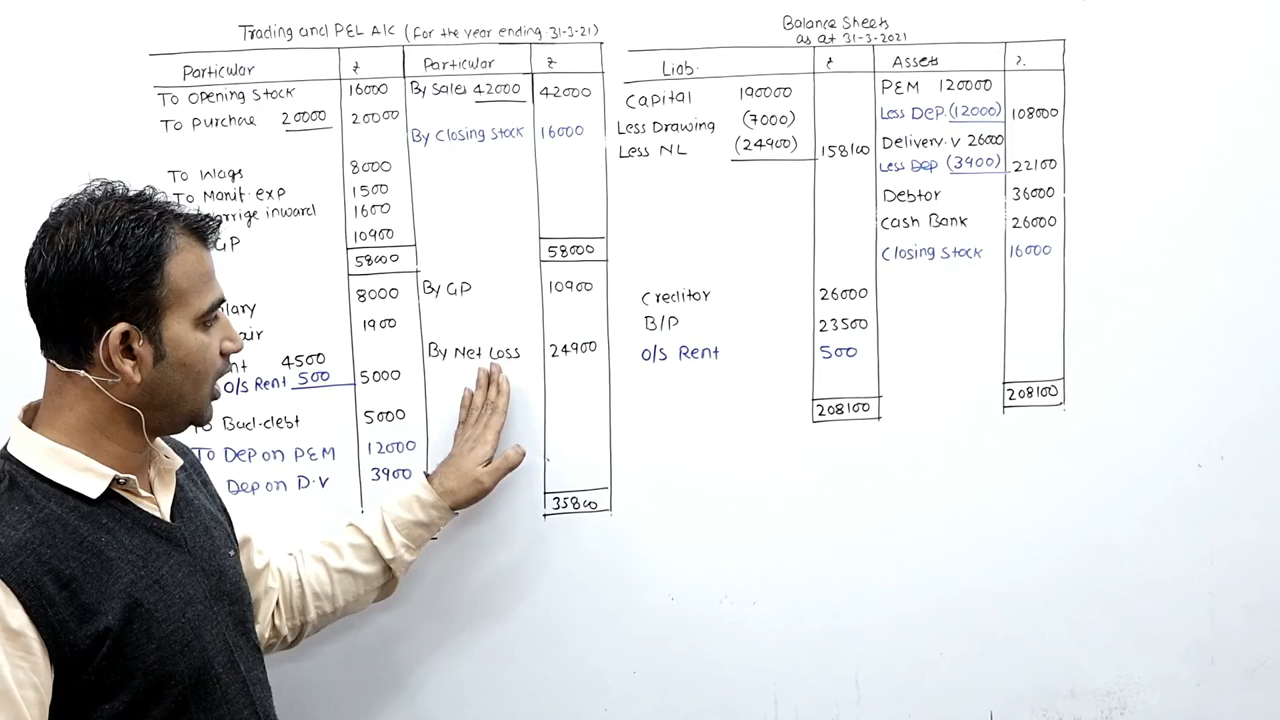 Trading and P&L A/C (For the year ending 31-3-21)
Particular ₹ Particular ₹
To Opening Stock 16000 By Sales 42000 42000
To Purchase 20000 20000 By Closing Stock 16000
To Wags 8000
To Manif. exp 1500
inward 1600
GP 10900
58000 58000
8000 By GP 10900
1900
4500
O/s Rent 500 5000 By Net Loss 24900
To Bad-debt 5000
To Dep on P&M 12000
Dep on D.V 3900
35800
Balance Sheets
as at 31-3-2021
Liab. ₹ Assets ₹
Capital 190000 P&M 120000
Less Drawing (7000) Less Dep. (12000) 108000
Less NL (24900) 158100 Delivery.v 26000
Less Dep (3900) 22100
Debtor 36000
Cash Bank 26000
Closing Stock 16000
Creditor 26000
B/P 23500
O/s Rent 500
208100 208100